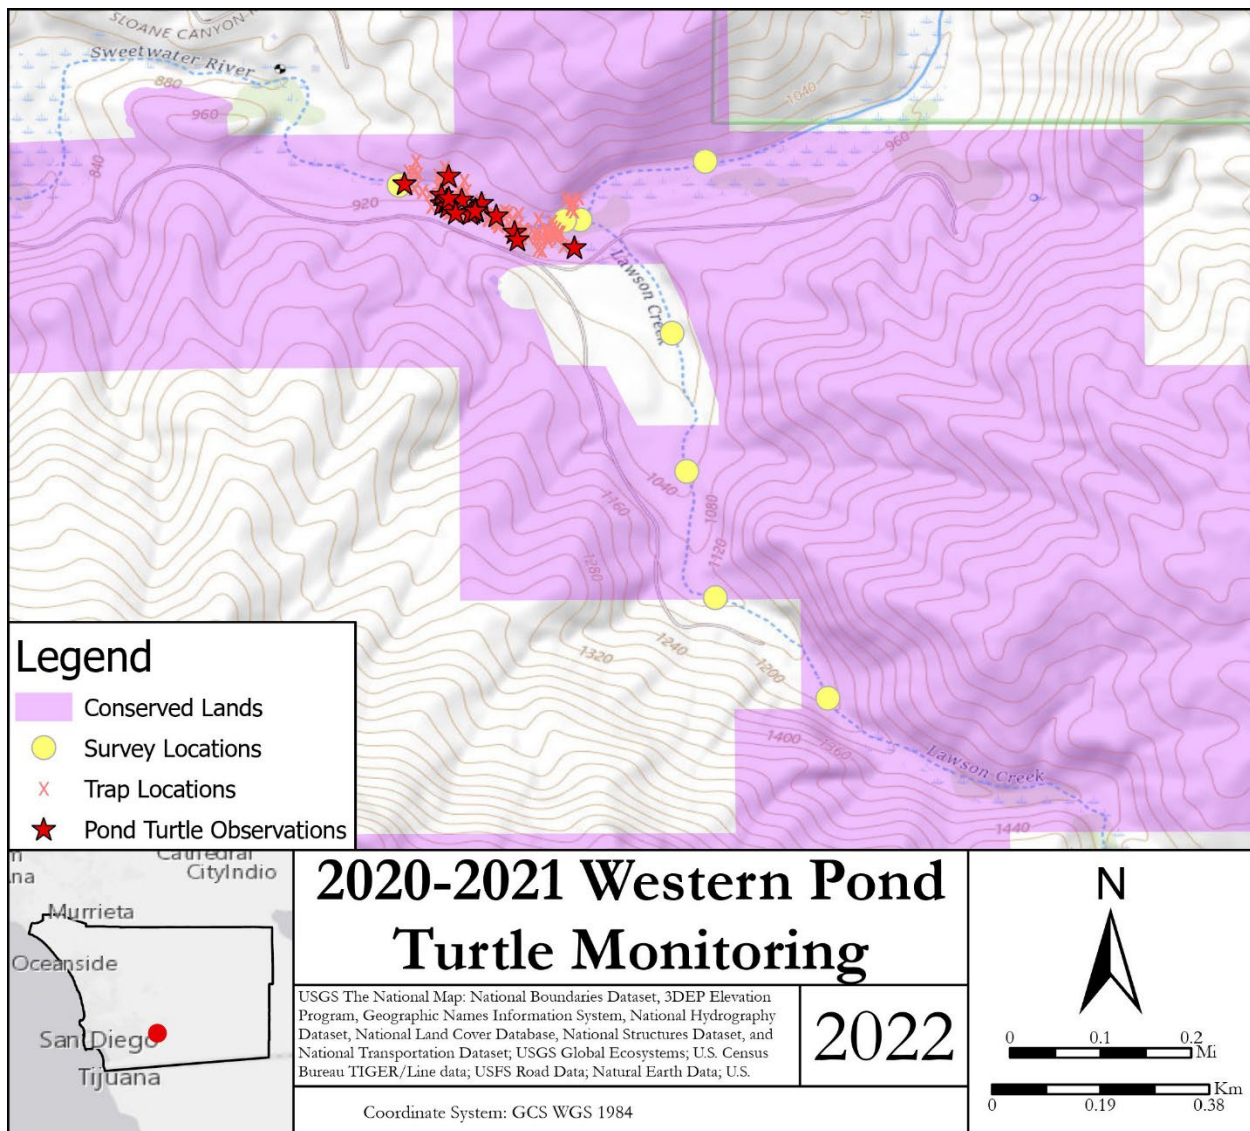 SLOANE CANYON
Sweetwater River
880
960
840
920
1040
960
Lawson Creek
1040
1160
1080
1120
1280
1320
1240
1200
1400
1360
Lawson Creek
1440
Legend
Conserved Lands
Survey Locations
Trap Locations
Pond Turtle Observations
Cathedral
CityIndio
Murrieta
Oceanside
San Diego
Tijuana
2020-2021 Western Pond
Turtle Monitoring
USGS The National Map: National Boundaries Dataset, 3DEP Elevation
Program, Geographic Names Information System, National Hydrography
Dataset, National Land Cover Database, National Structures Dataset, and
National Transportation Dataset; USGS Global Ecosystems; U.S. Census
Bureau TIGER/Line data; USFS Road Data; Natural Earth Data; U.S.
2022
Coordinate System: GCS WGS 1984
N
0 0.1 0.2
Mi
Km
0 0.19 0.38